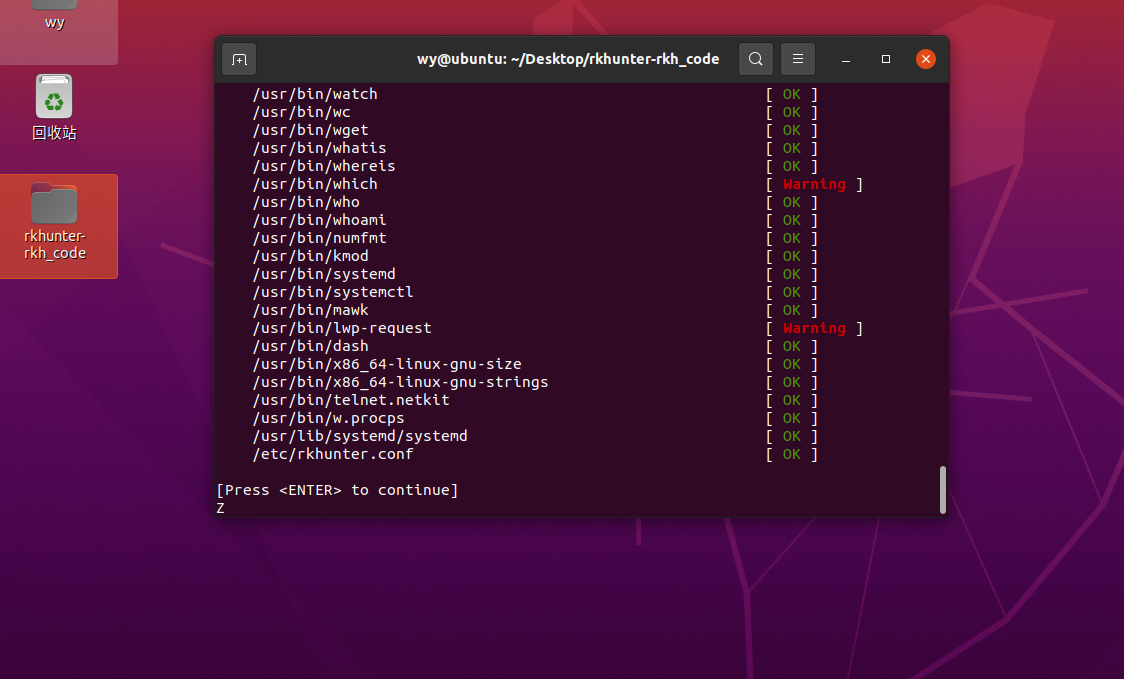 wy
回收站
rkhunter-
rkh_code
wy@ubuntu: ~/Desktop/rkhunter-rkh_code
/usr/bin/watch [ OK ]
/usr/bin/wc [ OK ]
/usr/bin/wget [ OK ]
/usr/bin/whatis [ OK ]
/usr/bin/whereis [ OK ]
/usr/bin/which [ Warning ]
/usr/bin/who [ OK ]
/usr/bin/whoami [ OK ]
/usr/bin/numfmt [ OK ]
/usr/bin/kmod [ OK ]
/usr/bin/systemd [ OK ]
/usr/bin/systemctl [ OK ]
/usr/bin/mawk [ OK ]
/usr/bin/lwp-request [ Warning ]
/usr/bin/dash [ OK ]
/usr/bin/x86_64-linux-gnu-size [ OK ]
/usr/bin/x86_64-linux-gnu-strings [ OK ]
/usr/bin/telnet.netkit [ OK ]
/usr/bin/w.procps [ OK ]
/usr/lib/systemd/systemd [ OK ]
/etc/rkhunter.conf [ OK ]
[Press <ENTER> to continue]
Z